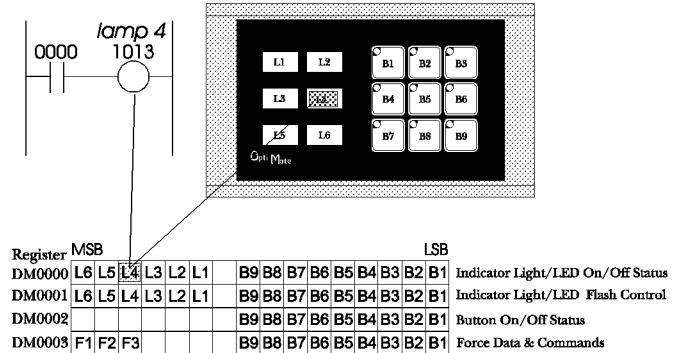 lamp 4
0000 1013
L1 L2 B1 B2 B3
L3 L4 B4 B5 B6
L5 L6 B7 B8 B9
Opti Mate
Register MSB LSB
DM0000 L6 L5 L4 L3 L2 L1 B9 B8 B7 B6 B5 B4 B3 B2 B1 Indicator Light/LED On/Off Status
DM0001 L6 L5 L4 L3 L2 L1 B9 B8 B7 B6 B5 B4 B3 B2 B1 Indicator Light/LED Flash Control
DM0002 B9 B8 B7 B6 B5 B4 B3 B2 B1 Button On/Off Status
DM0003 F1 F2 F3 B9 B8 B7 B6 B5 B4 B3 B2 B1 Force Data & Commands